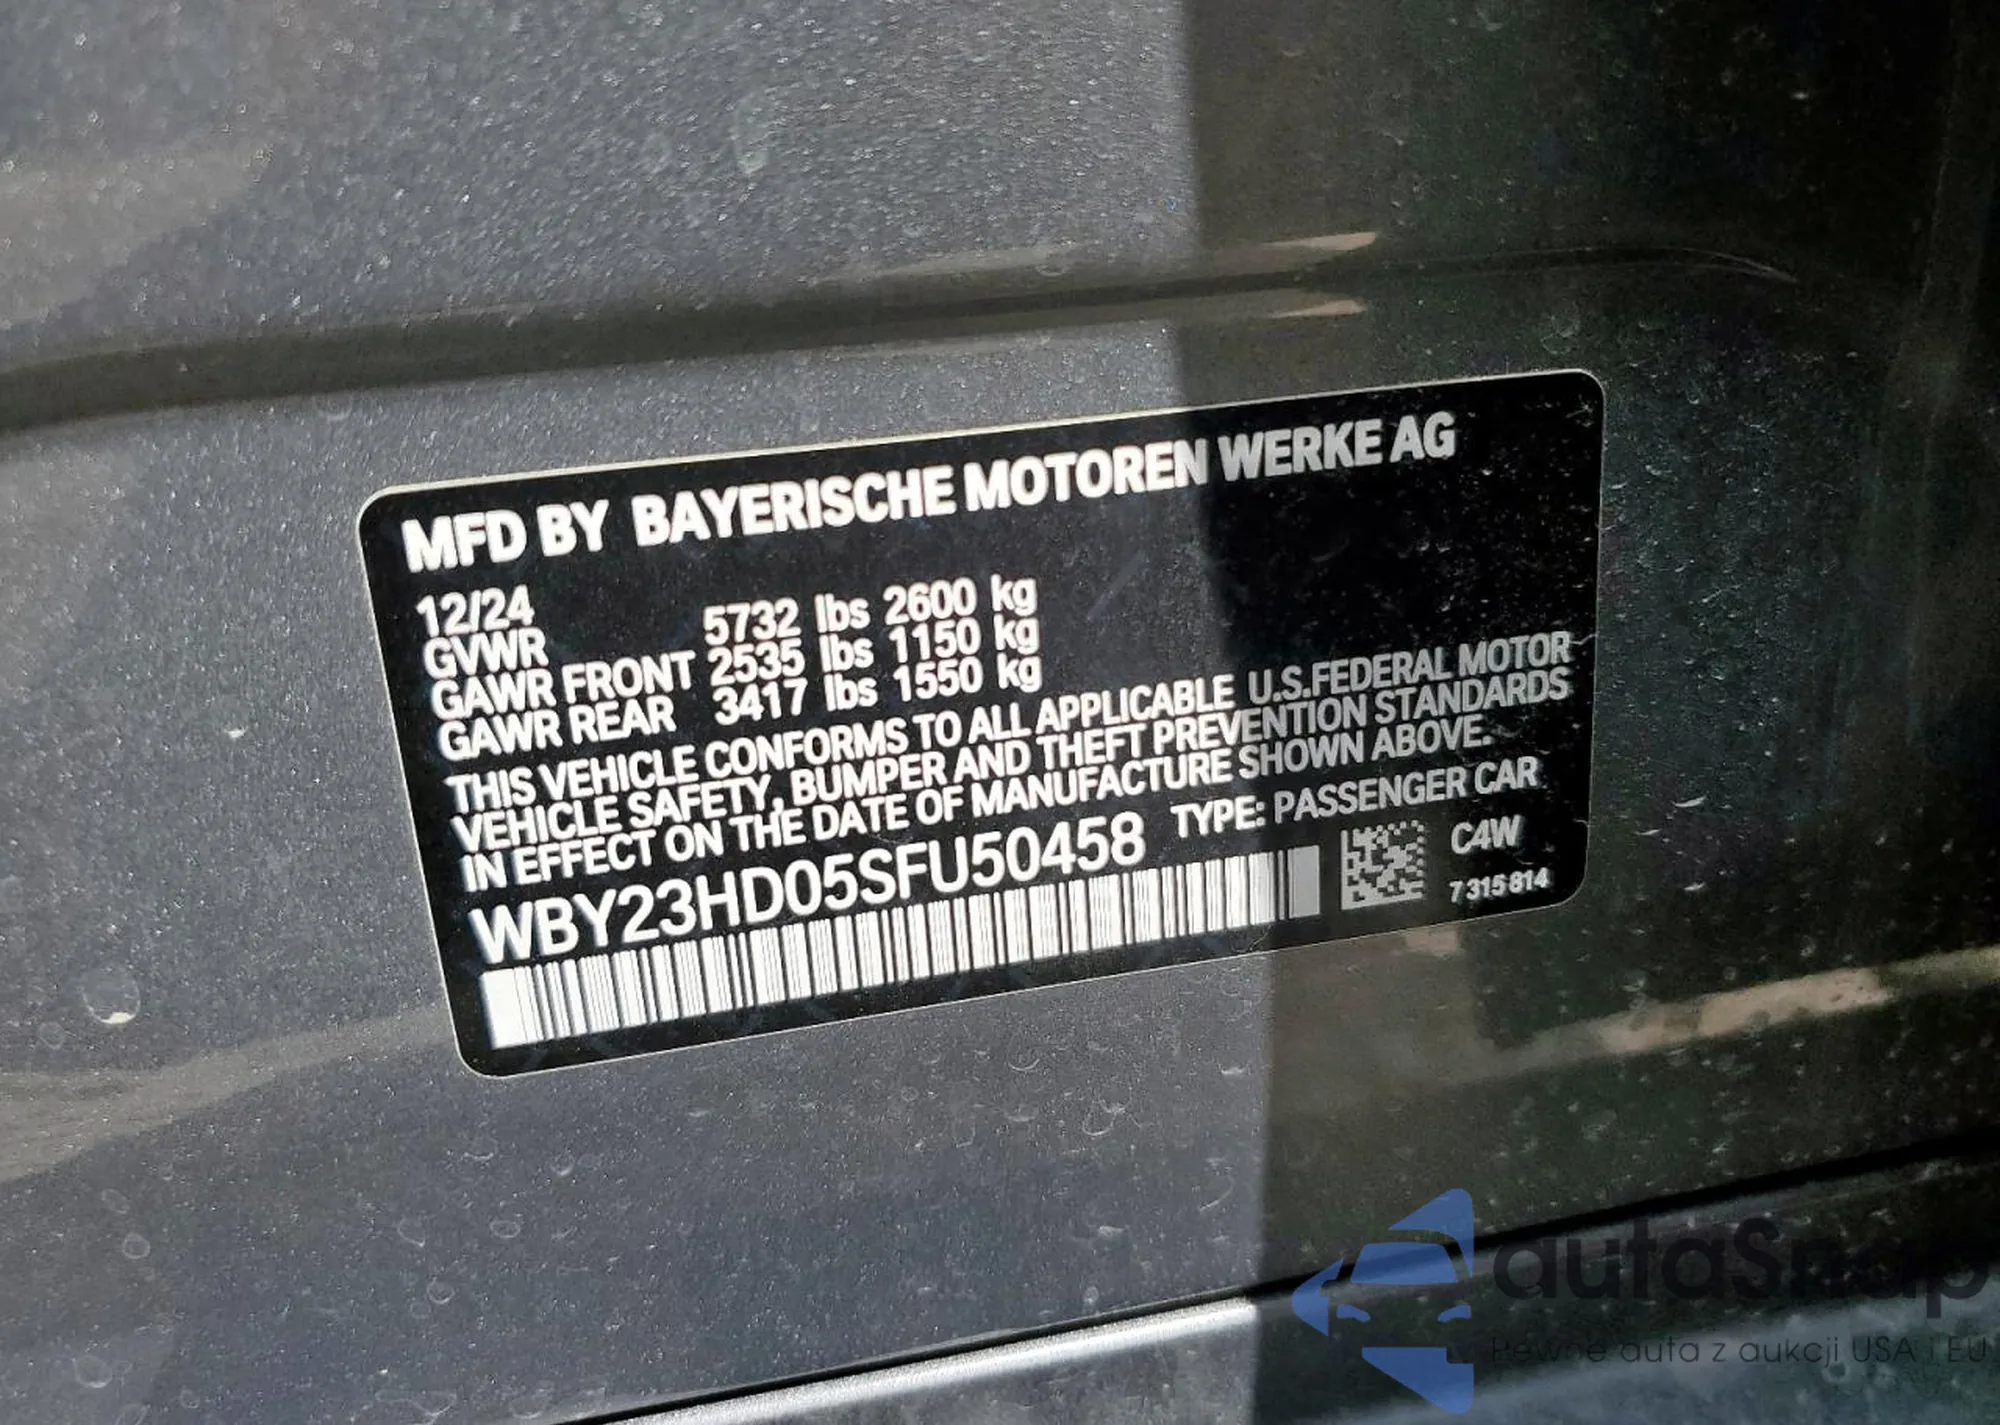 MFD BY BAYERISCHE MOTOREN WERKE AG
12/24
GVWR 5732 lbs 2600 kg
GAWR FRONT 2535 lbs 1150 kg
GAWR REAR 3417 lbs 1550 kg
THIS VEHICLE CONFORMS TO ALL APPLICABLE U.S.FEDERAL MOTOR
VEHICLE SAFETY, BUMPER AND THEFT PREVENTION STANDARDS
IN EFFECT ON THE DATE OF MANUFACTURE SHOWN ABOVE.
WBY23HD05SFU50458 TYPE: PASSENGER CAR
C4W
7 315 814
autaSnap
Pewne auta z aukcji USA i EU